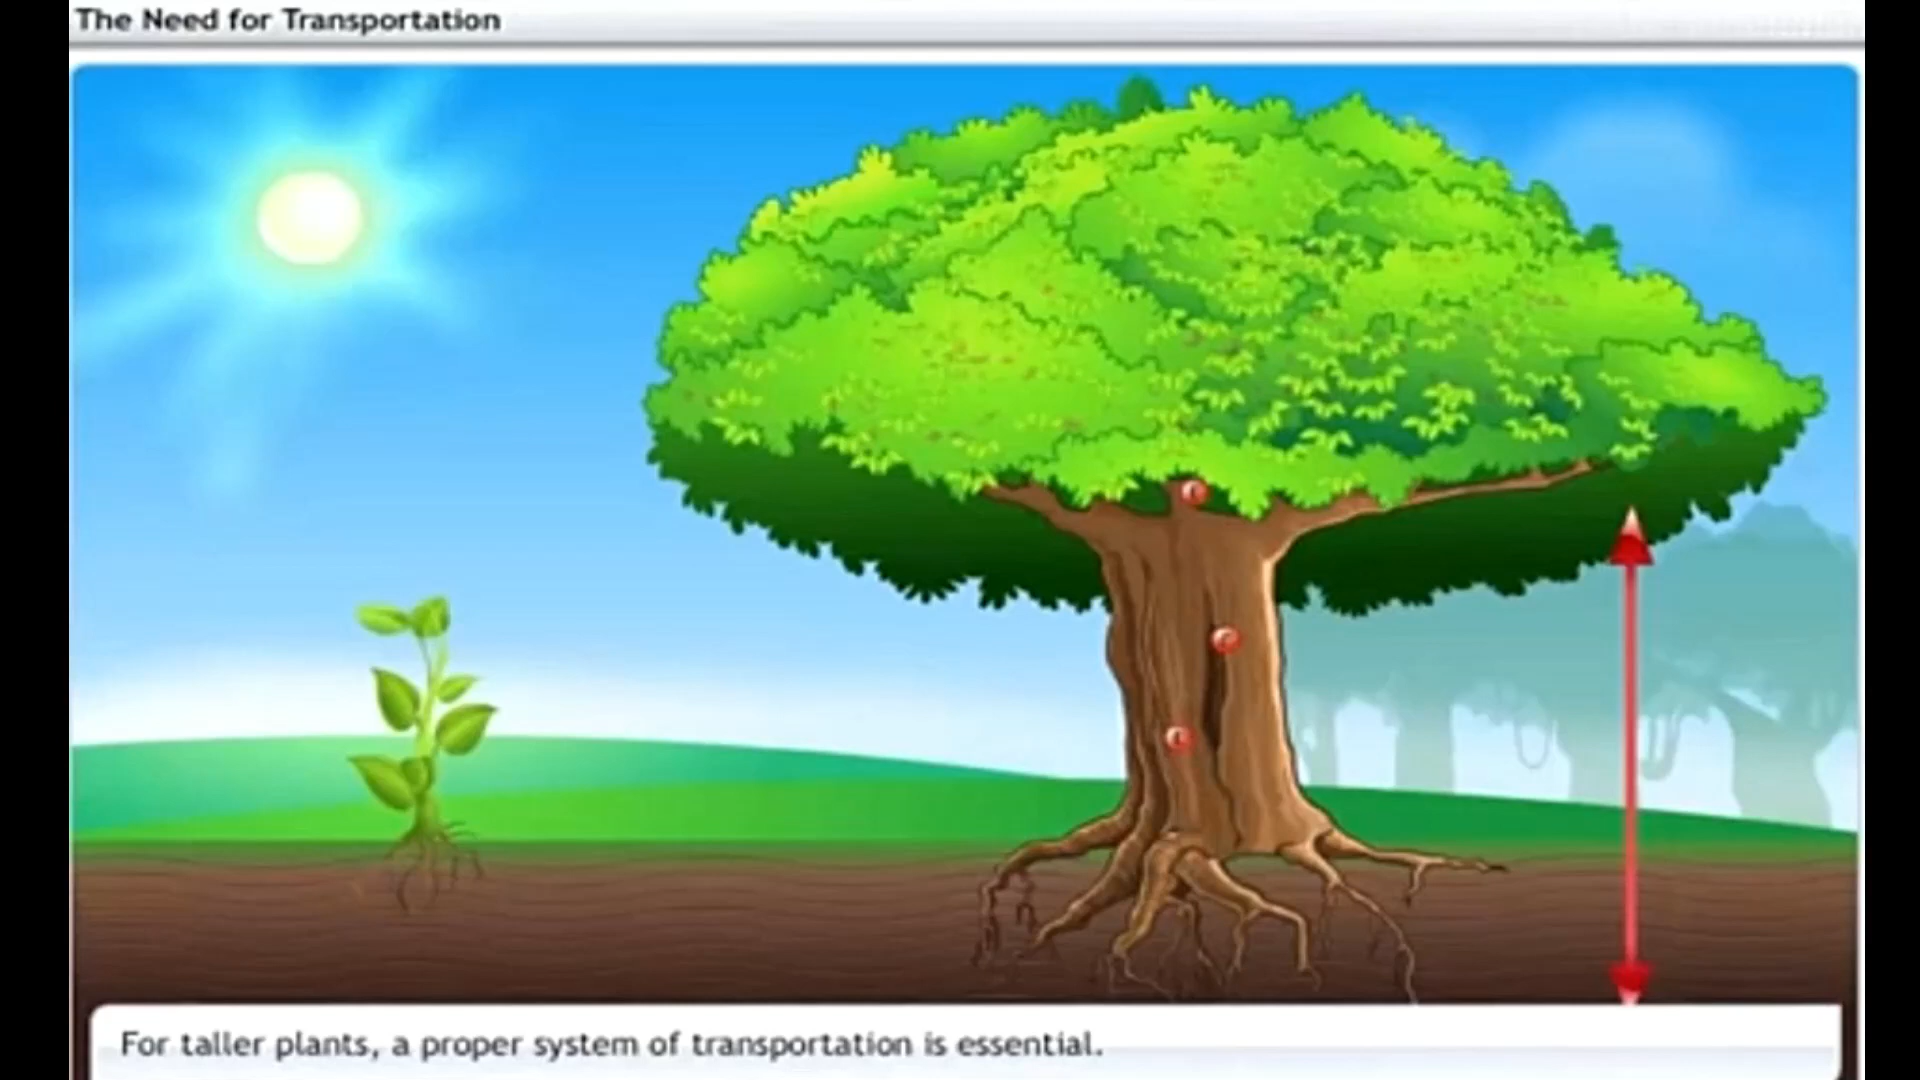 The Need for Transportation
For taller plants, a proper system of transportation is essential.